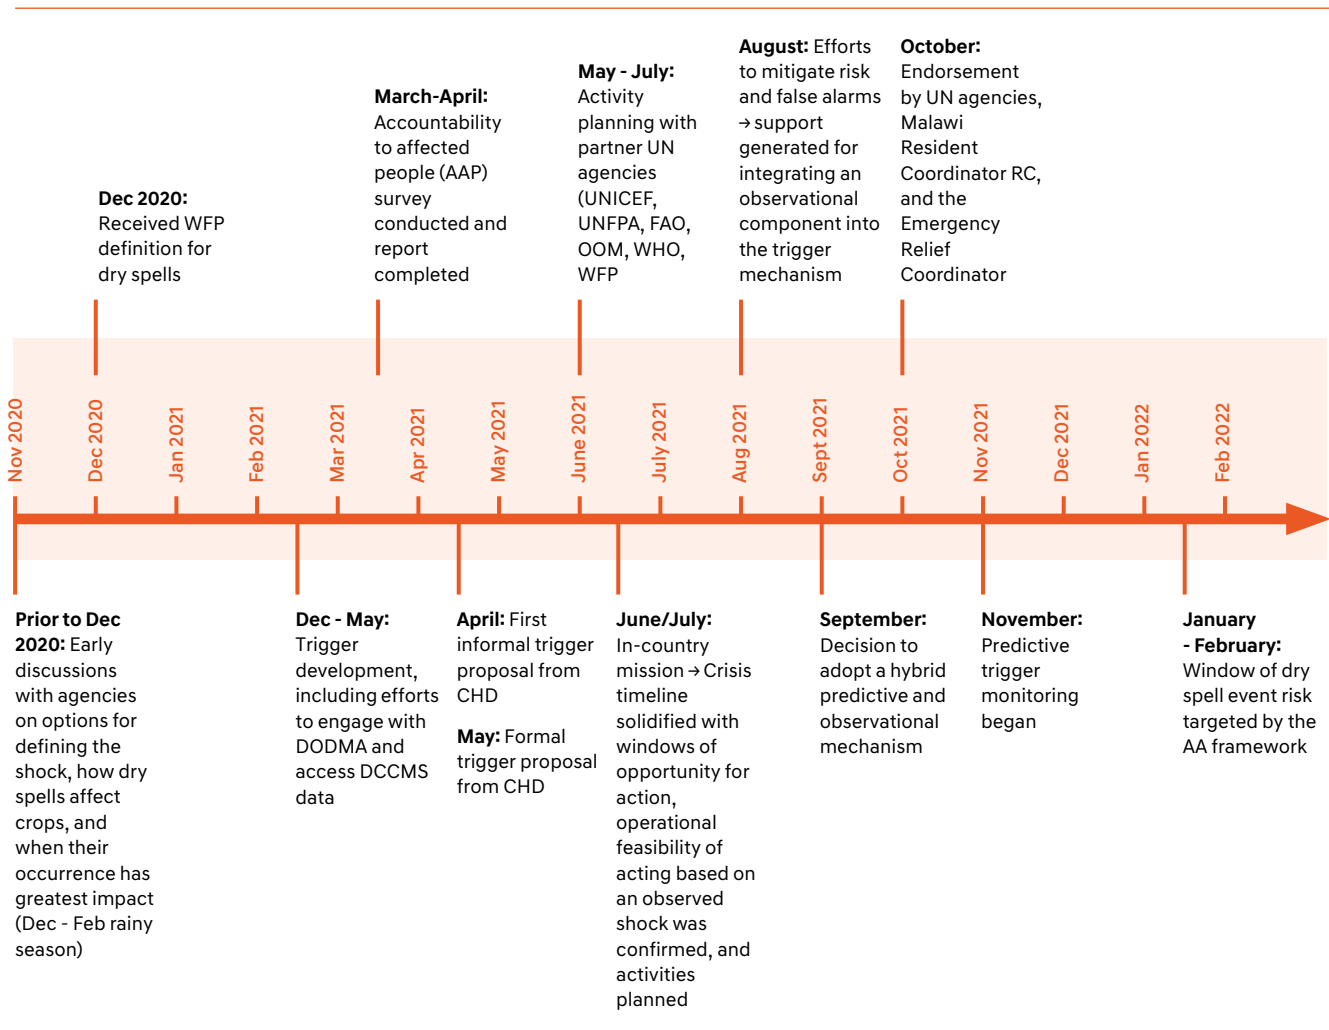 Dec 2020:
Received WFP
definition for
dry spells
March-April:
Accountability
to affected
people (AAP)
survey
conducted and
report
completed
May - July:
Activity
planning with
partner UN
agencies
(UNICEF,
UNFPA, FAO,
OOM, WHO,
WFP
August: Efforts
to mitigate risk
and false alarms
→ support
generated for
integrating an
observational
component into
the trigger
mechanism
October:
Endorsement
by UN agencies,
Malawi
Resident
Coordinator RC,
and the
Emergency
Relief
Coordinator
Nov 2020
Dec 2020
Jan 2021
Feb 2021
Mar 2021
Apr 2021
May 2021
June 2021
July 2021
Aug 2021
Sept 2021
Oct 2021
Nov 2021
Dec 2021
Jan 2022
Feb 2022
Prior to Dec
2020: Early
discussions
with agencies
on options for
defining the
shock, how dry
spells affect
crops, and
when their
occurrence has
greatest impact
(Dec - Feb rainy
season)
Dec - May:
Trigger
development,
including efforts
to engage with
DODMA and
access DCCMS
data
April: First
informal trigger
proposal from
CHD
May: Formal
trigger proposal
from CHD
June/July:
In-country
mission → Crisis
timeline
solidified with
windows of
opportunity for
action,
operational
feasibility of
acting based on
an observed
shock was
confirmed, and
activities
planned
September:
Decision to
adopt a hybrid
predictive and
observational
mechanism
November:
Predictive
trigger
monitoring
began
January
- February:
Window of dry
spell event risk
targeted by the
AA framework